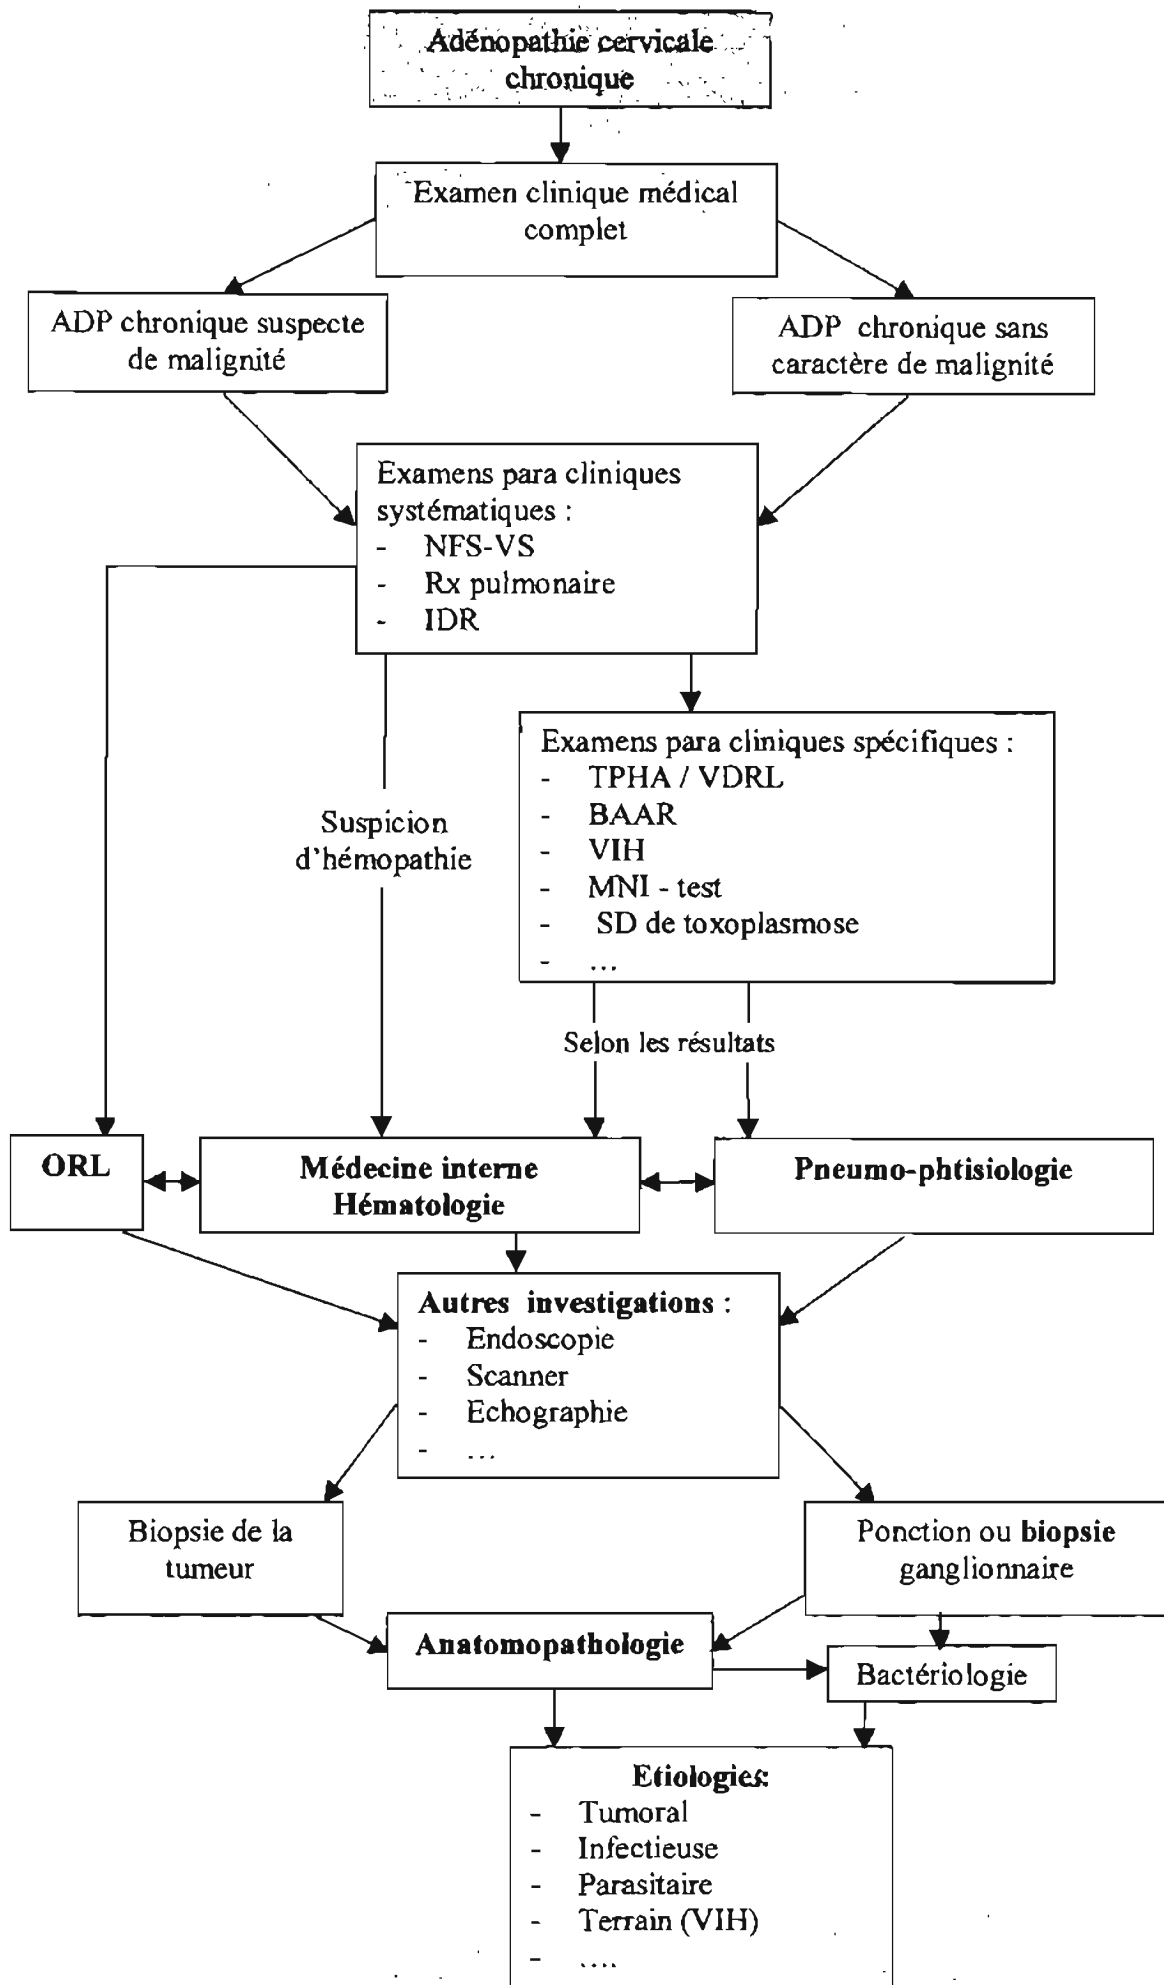 Adénopathie cervicale
chronique
Examen clinique médical
complet
ADP chronique suspecte
de malignité
ADP chronique sans
caractère de malignité
Examens para cliniques
systématiques :
- NFS-VS
- Rx pulmonaire
- IDR
Examens para cliniques spécifiques :
- TPHA / VDRL
- BAAR
- VIH
- MNI - test
- SD de toxoplasmose
- ...
Suspicion
d'hémopathie
Selon les résultats
ORL
Médecine interne
Hématologie
Pneumo-phtisiologie
Autres investigations :
- Endoscopie
- Scanner
- Echographie
- ...
Biopsie de la
tumeur
Ponction ou biopsie
ganglionnaire
Anatomopathologie
Bactériologie
Etiologies:
- Tumoral
- Infectieuse
- Parasitaire
- Terrain (VIH)
- ....